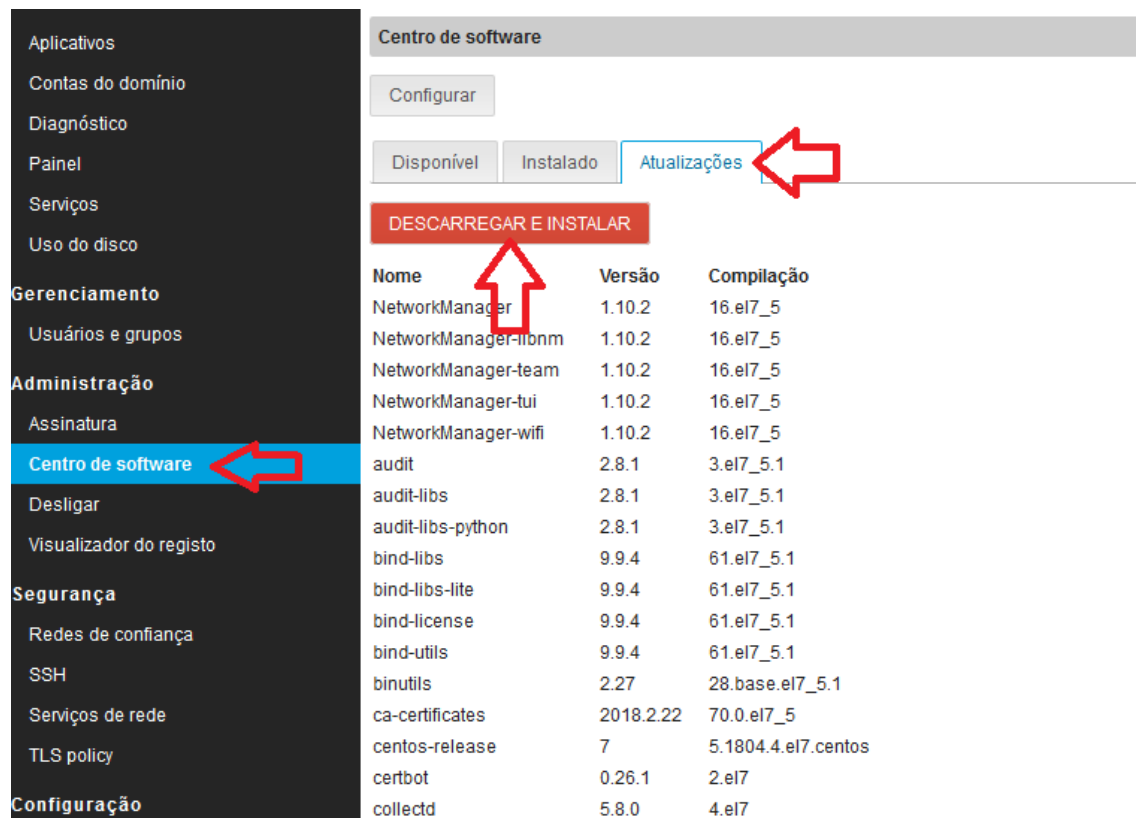 Aplicativos
Contas do domínio
Diagnóstico
Painel
Serviços
Uso do disco
Gerenciamento
Usuários e grupos
Administração
Assinatura
Centro de software
Desligar
Visualizador do registo
Segurança
Redes de confiança
SSH
Serviços de rede
TLS policy
Configuração
Centro de software
Configurar
Disponível Instalado Atualizações
DESCARREGAR E INSTALAR
Nome Versão Compilação
NetworkManager 1.10.2 16.el7_5
NetworkManager-libnm 1.10.2 16.el7_5
NetworkManager-team 1.10.2 16.el7_5
NetworkManager-tui 1.10.2 16.el7_5
NetworkManager-wifi 1.10.2 16.el7_5
audit 2.8.1 3.el7_5.1
audit-libs 2.8.1 3.el7_5.1
audit-libs-python 2.8.1 3.el7_5.1
bind-libs 9.9.4 61.el7_5.1
bind-libs-lite 9.9.4 61.el7_5.1
bind-license 9.9.4 61.el7_5.1
bind-utils 9.9.4 61.el7_5.1
binutils 2.27 28.base.el7_5.1
ca-certificates 2018.2.22 70.0.el7_5
centos-release 7 5.1804.4.el7.centos
certbot 0.26.1 2.el7
collectd 5.8.0 4.el7